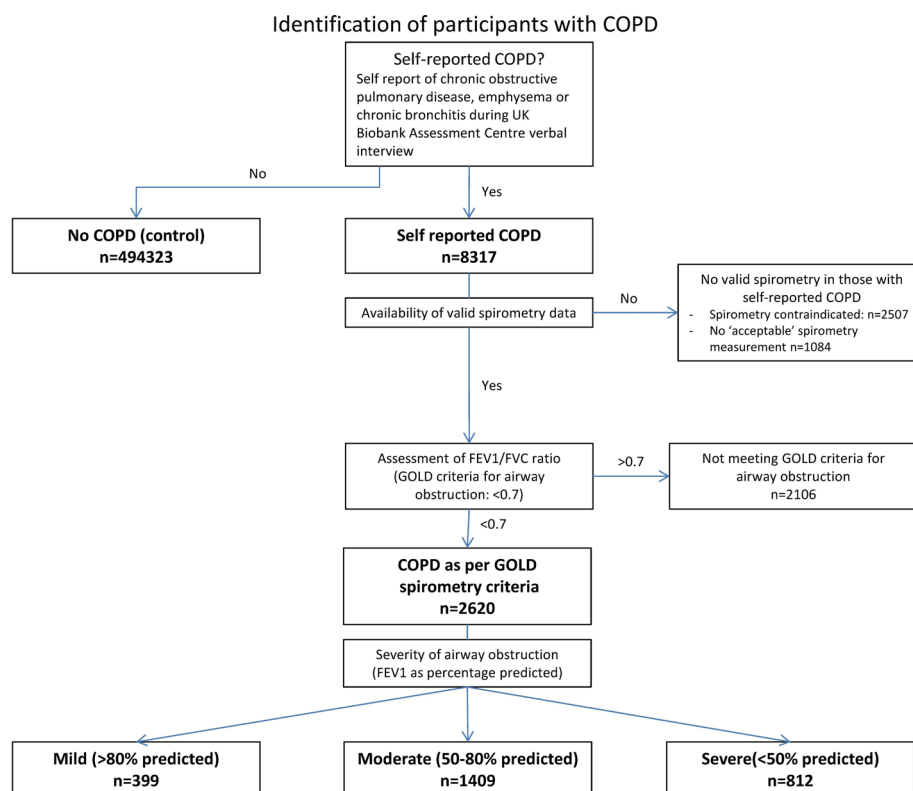 Identification of participants with COPD
Self-reported COPD?
Self report of chronic obstructive
pulmonary disease, emphysema or
chronic bronchitis during UK
Biobank Assessment Centre verbal
interview
No
Yes
No COPD (control)
n=494323
Self reported COPD
n=8317
Availability of valid spirometry data
No
No valid spirometry in those with
self-reported COPD
- Spirometry contraindicated: n=2507
- No ‘acceptable’ spirometry
measurement n=1084
Yes
Assessment of FEV1/FVC ratio
(GOLD criteria for airway
obstruction: <0.7)
>0.7
Not meeting GOLD criteria for
airway obstruction
n=2106
<0.7
COPD as per GOLD
spirometry criteria
n=2620
Severity of airway obstruction
(FEV1 as percentage predicted)
Mild (>80% predicted)
n=399
Moderate (50-80% predicted)
n=1409
Severe(<50% predicted)
n=812